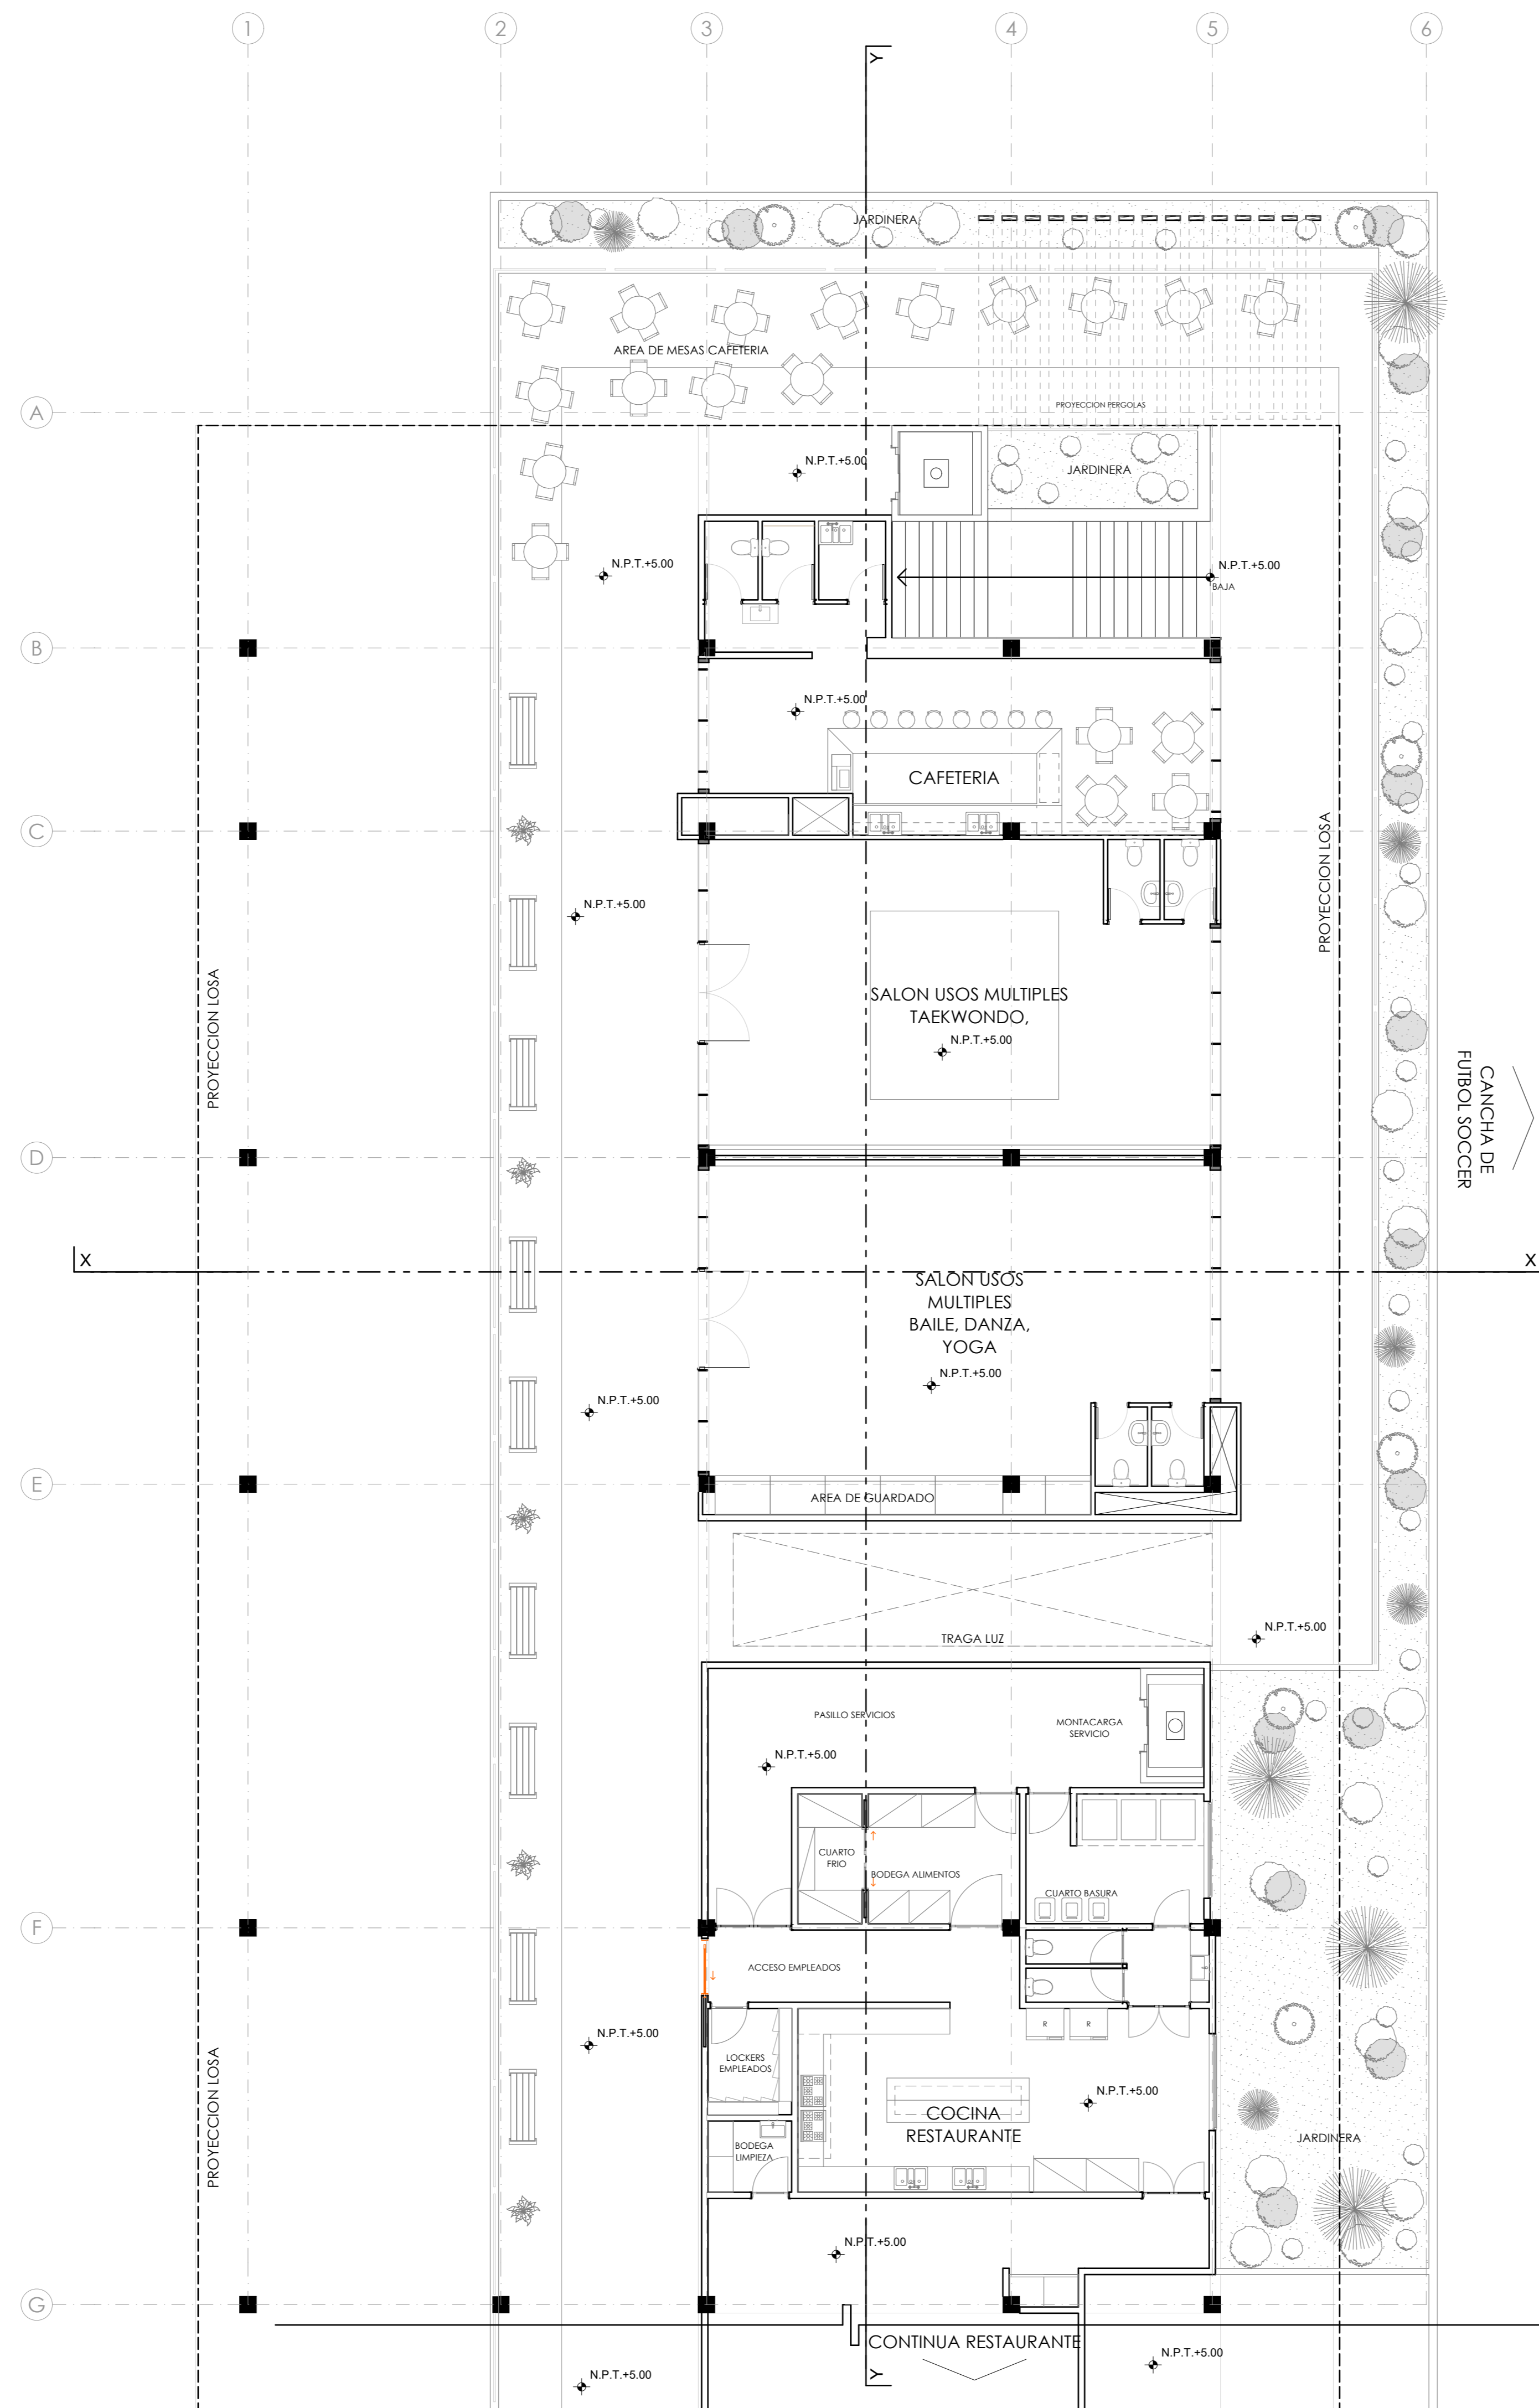 1
2
3
4
5
6
Y
JARDINERA
AREA DE MESAS CAFETERIA
PROYECCION PERGOLAS
A
N.P.T.+5.00
JARDINERA
N.P.T.+5.00
N.P.T.+5.00
BAJA
B
N.P.T.+5.00
CAFETERIA
C
PROYECCION LOSA
N.P.T.+5.00
PROYECCION LOSA
SALON USOS MULTIPLES
TAEKWONDO,
N.P.T.+5.00
CANCHA DE
FUTBOL SOCCER
D
X
X
SALON USOS
MULTIPLES
BAILE, DANZA,
YOGA
N.P.T.+5.00
N.P.T.+5.00
E
AREA DE GUARDADO
TRAGA LUZ
N.P.T.+5.00
PASILLO SERVICIOS
MONTACARGA
SERVICIO
N.P.T.+5.00
CUARTO
FRIO
BODEGA ALIMENTOS
CUARTO BASURA
F
ACCESO EMPLEADOS
N.P.T.+5.00
R
R
LOCKERS
EMPLEADOS
N.P.T.+5.00
COCINA
RESTAURANTE
PROYECCION LOSA
BODEGA
LIMPIEZA
JARDINERA
N.P.T.+5.00
G
CONTINUA RESTAURANTE
N.P.T.+5.00
N.P.T.+5.00
Y